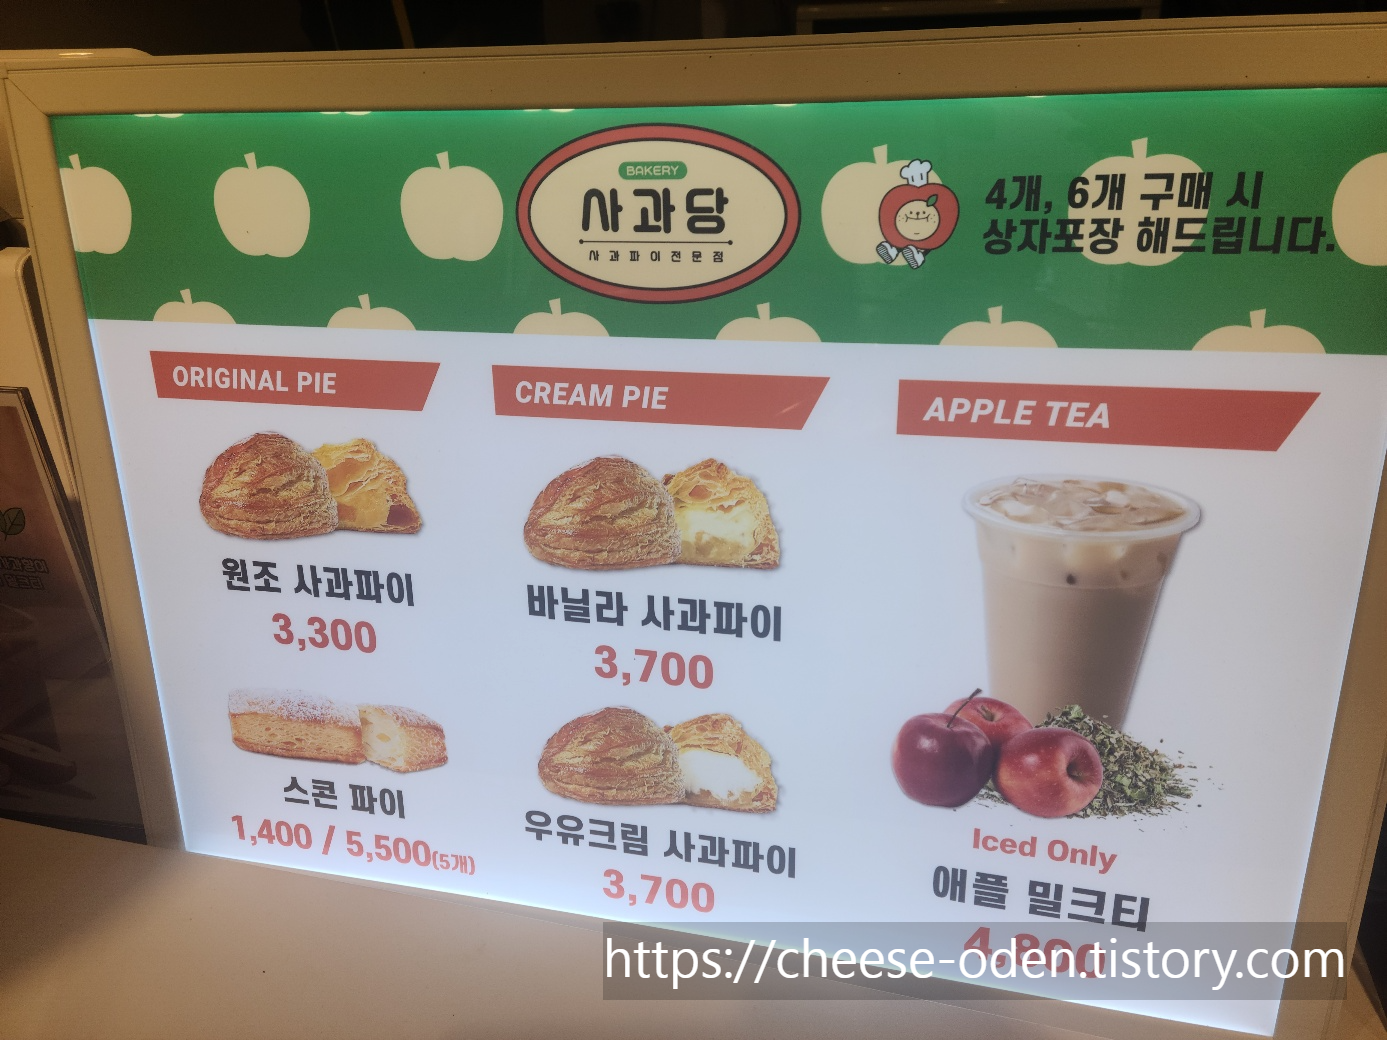 BAKERY
사과당
사과파이전문점
4개, 6개 구매 시
상자포장 해드립니다.
ORIGINAL PIE
원조 사과파이
3,300
스콘 파이
1,400 / 5,500(5개)
CREAM PIE
바닐라 사과파이
3,700
우유크림 사과파이
3,700
APPLE TEA
Iced Only
애플 밀크티
4,800
https://cheese-oden.tistory.com